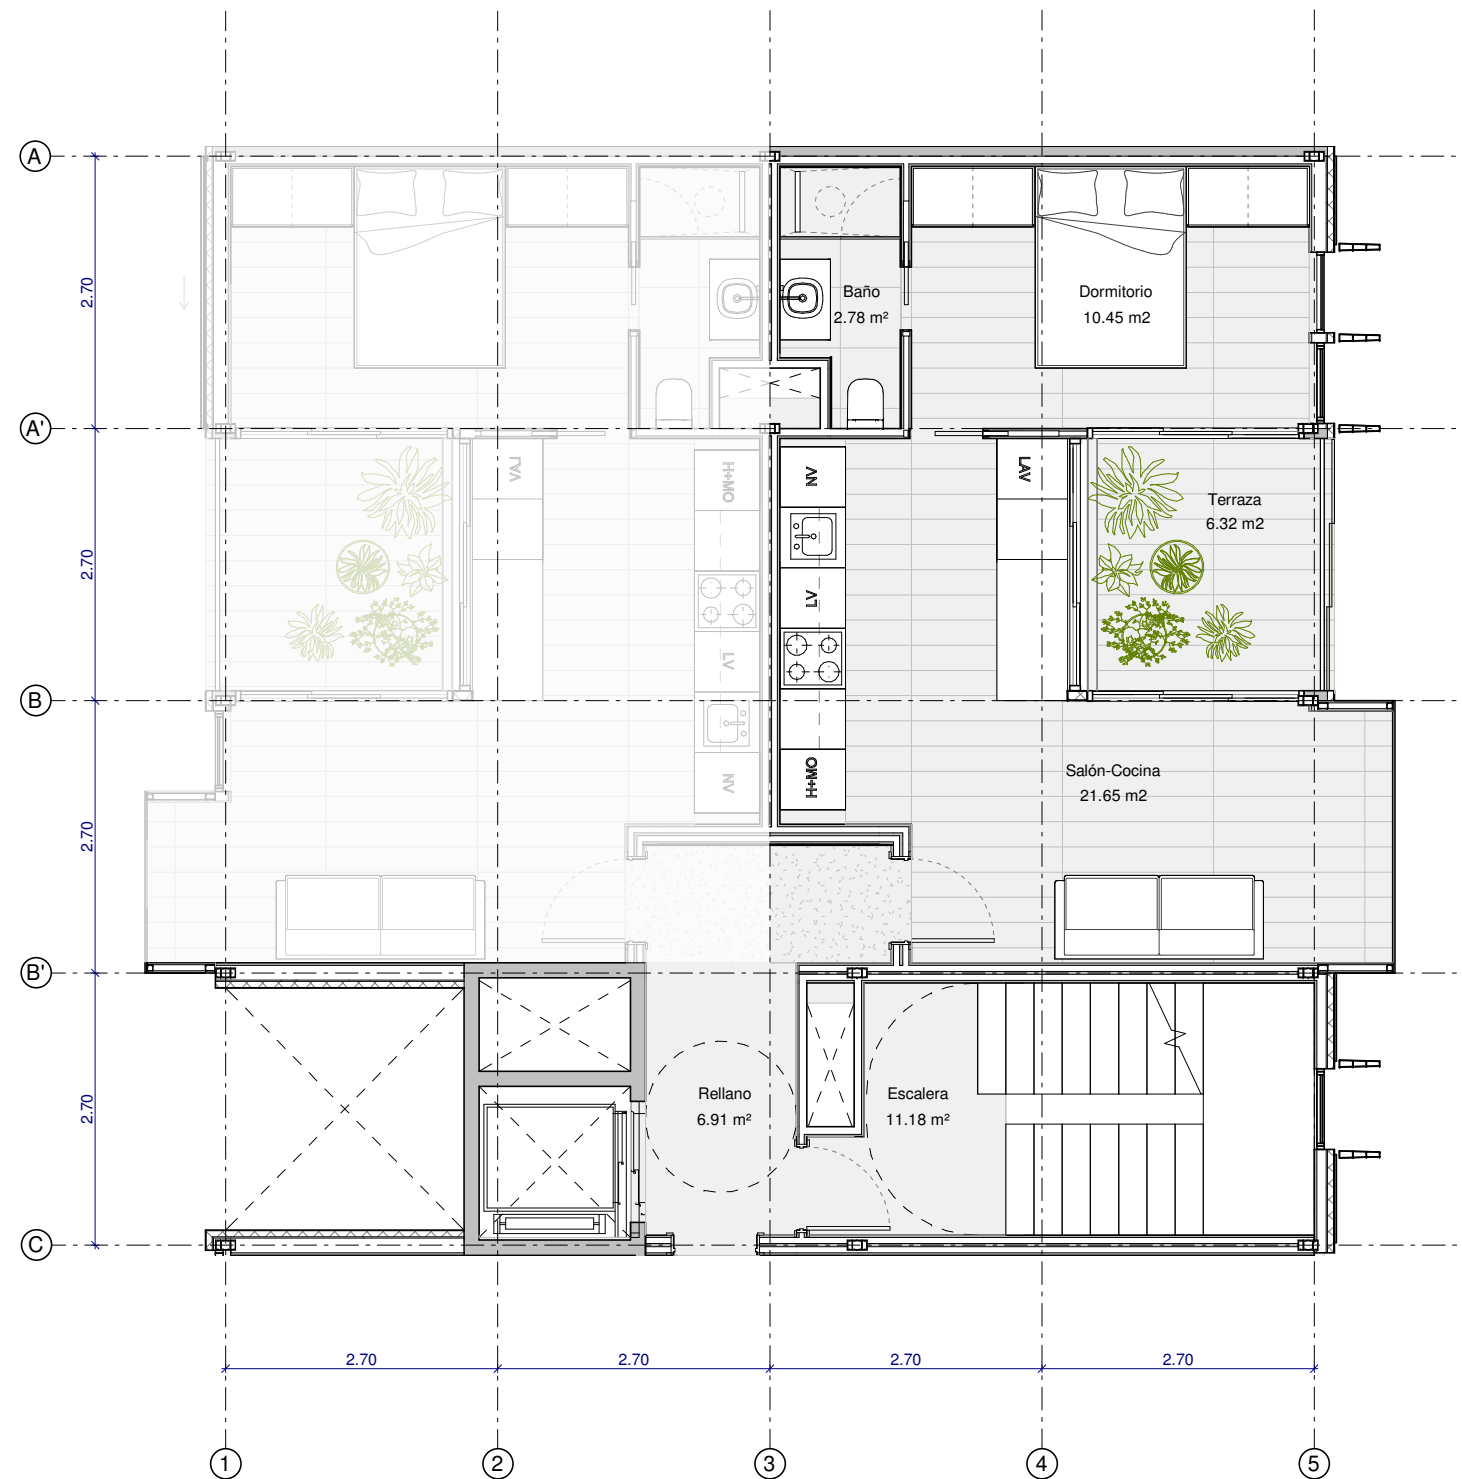 A
2.70
Baño
2.78 m²
Dormitorio
10.45 m2
A'
LAV
H+MO
NV
LAV
Terraza
6.32 m2
2.70
LV
LV
B
NV
H+MO
Salón-Cocina
21.65 m2
2.70
B'
Rellano
6.91 m²
Escalera
11.18 m²
2.70
C
2.70
2.70
2.70
2.70
1
2
3
4
5